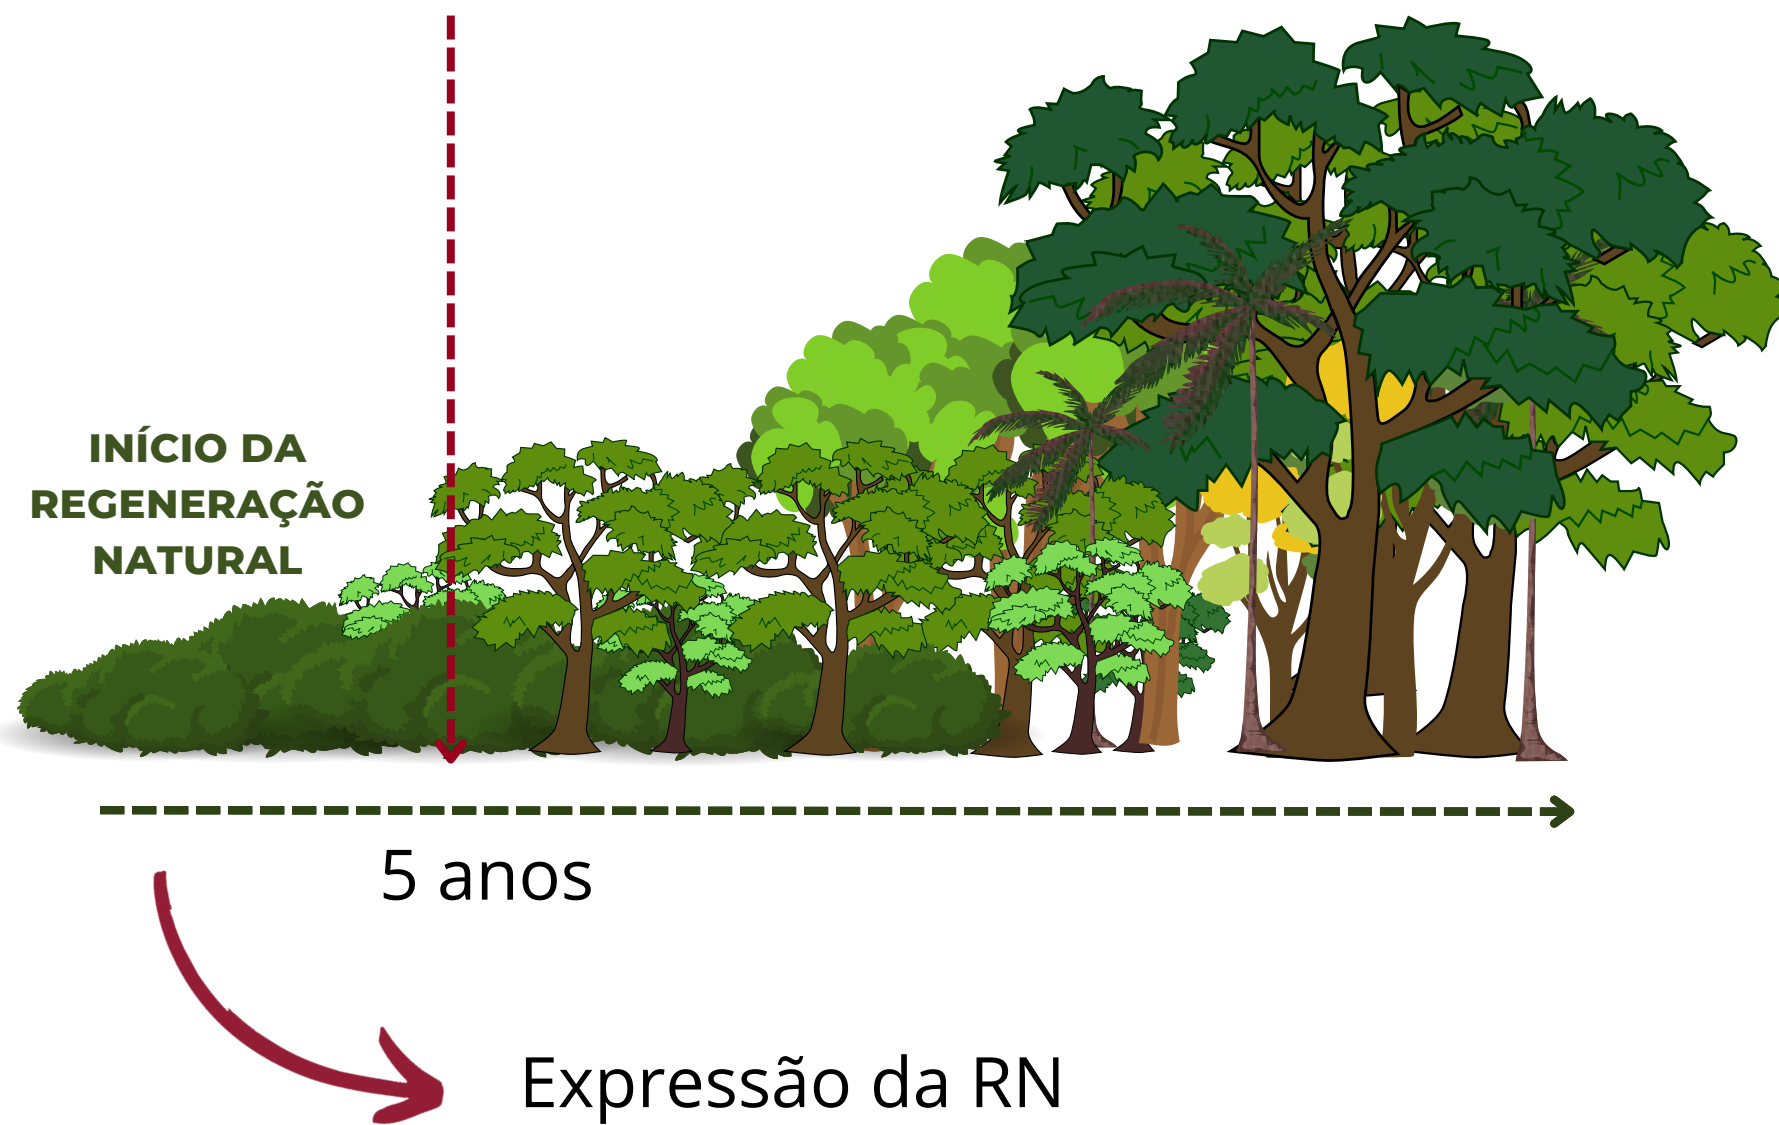 INÍCIO DA
REGENERAÇÃO
NATURAL
5 anos
Expressão da RN